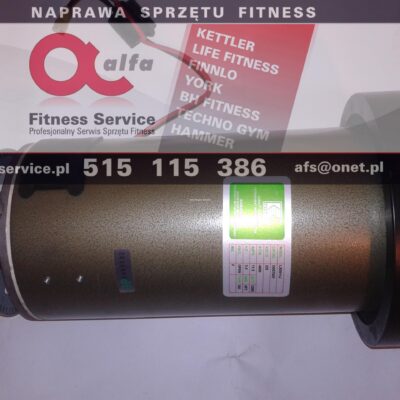 NAPRAWA SPRZĘTU FITNESS
alfa
Fitness Service
Profesjonalny Serwis Sprzętu Fitness
KETTLER
LIFE FITNESS
FINNLO
YORK
BH FITNESS
TECHNO GYM
HAMMER
service.pl 515 115 386 afs@onet.pl